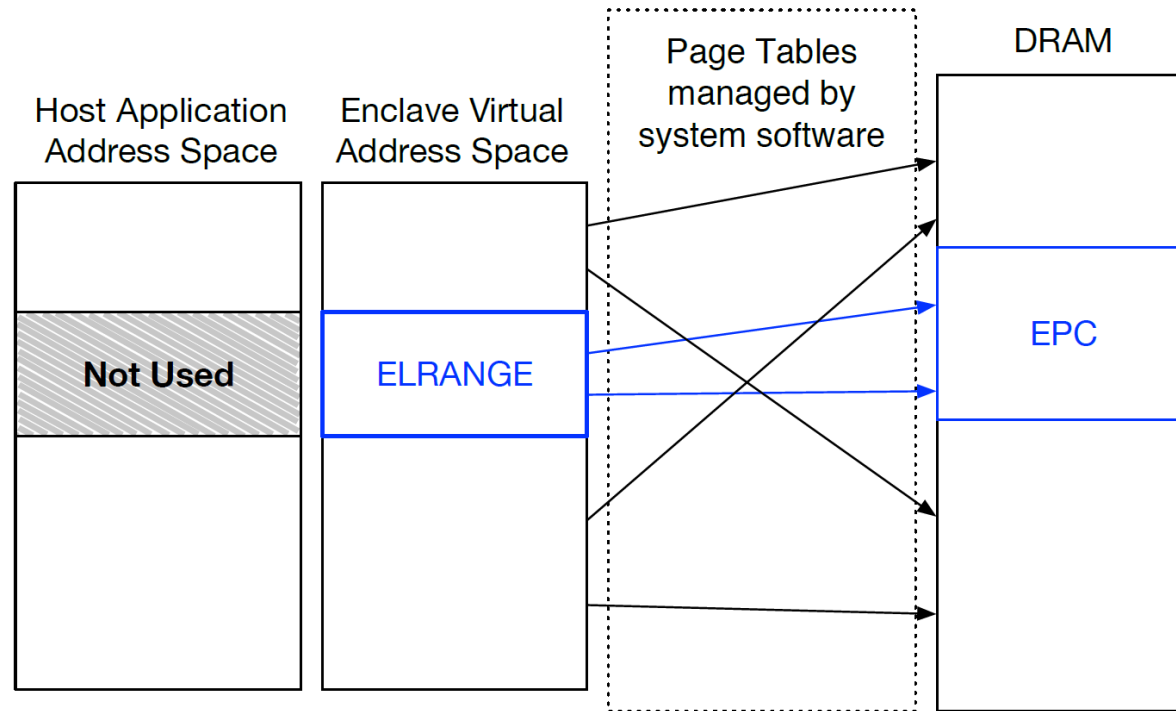 Host Application
Address Space
Enclave Virtual
Address Space
Page Tables
managed by
system software
DRAM
Not Used
ELRANGE
EPC